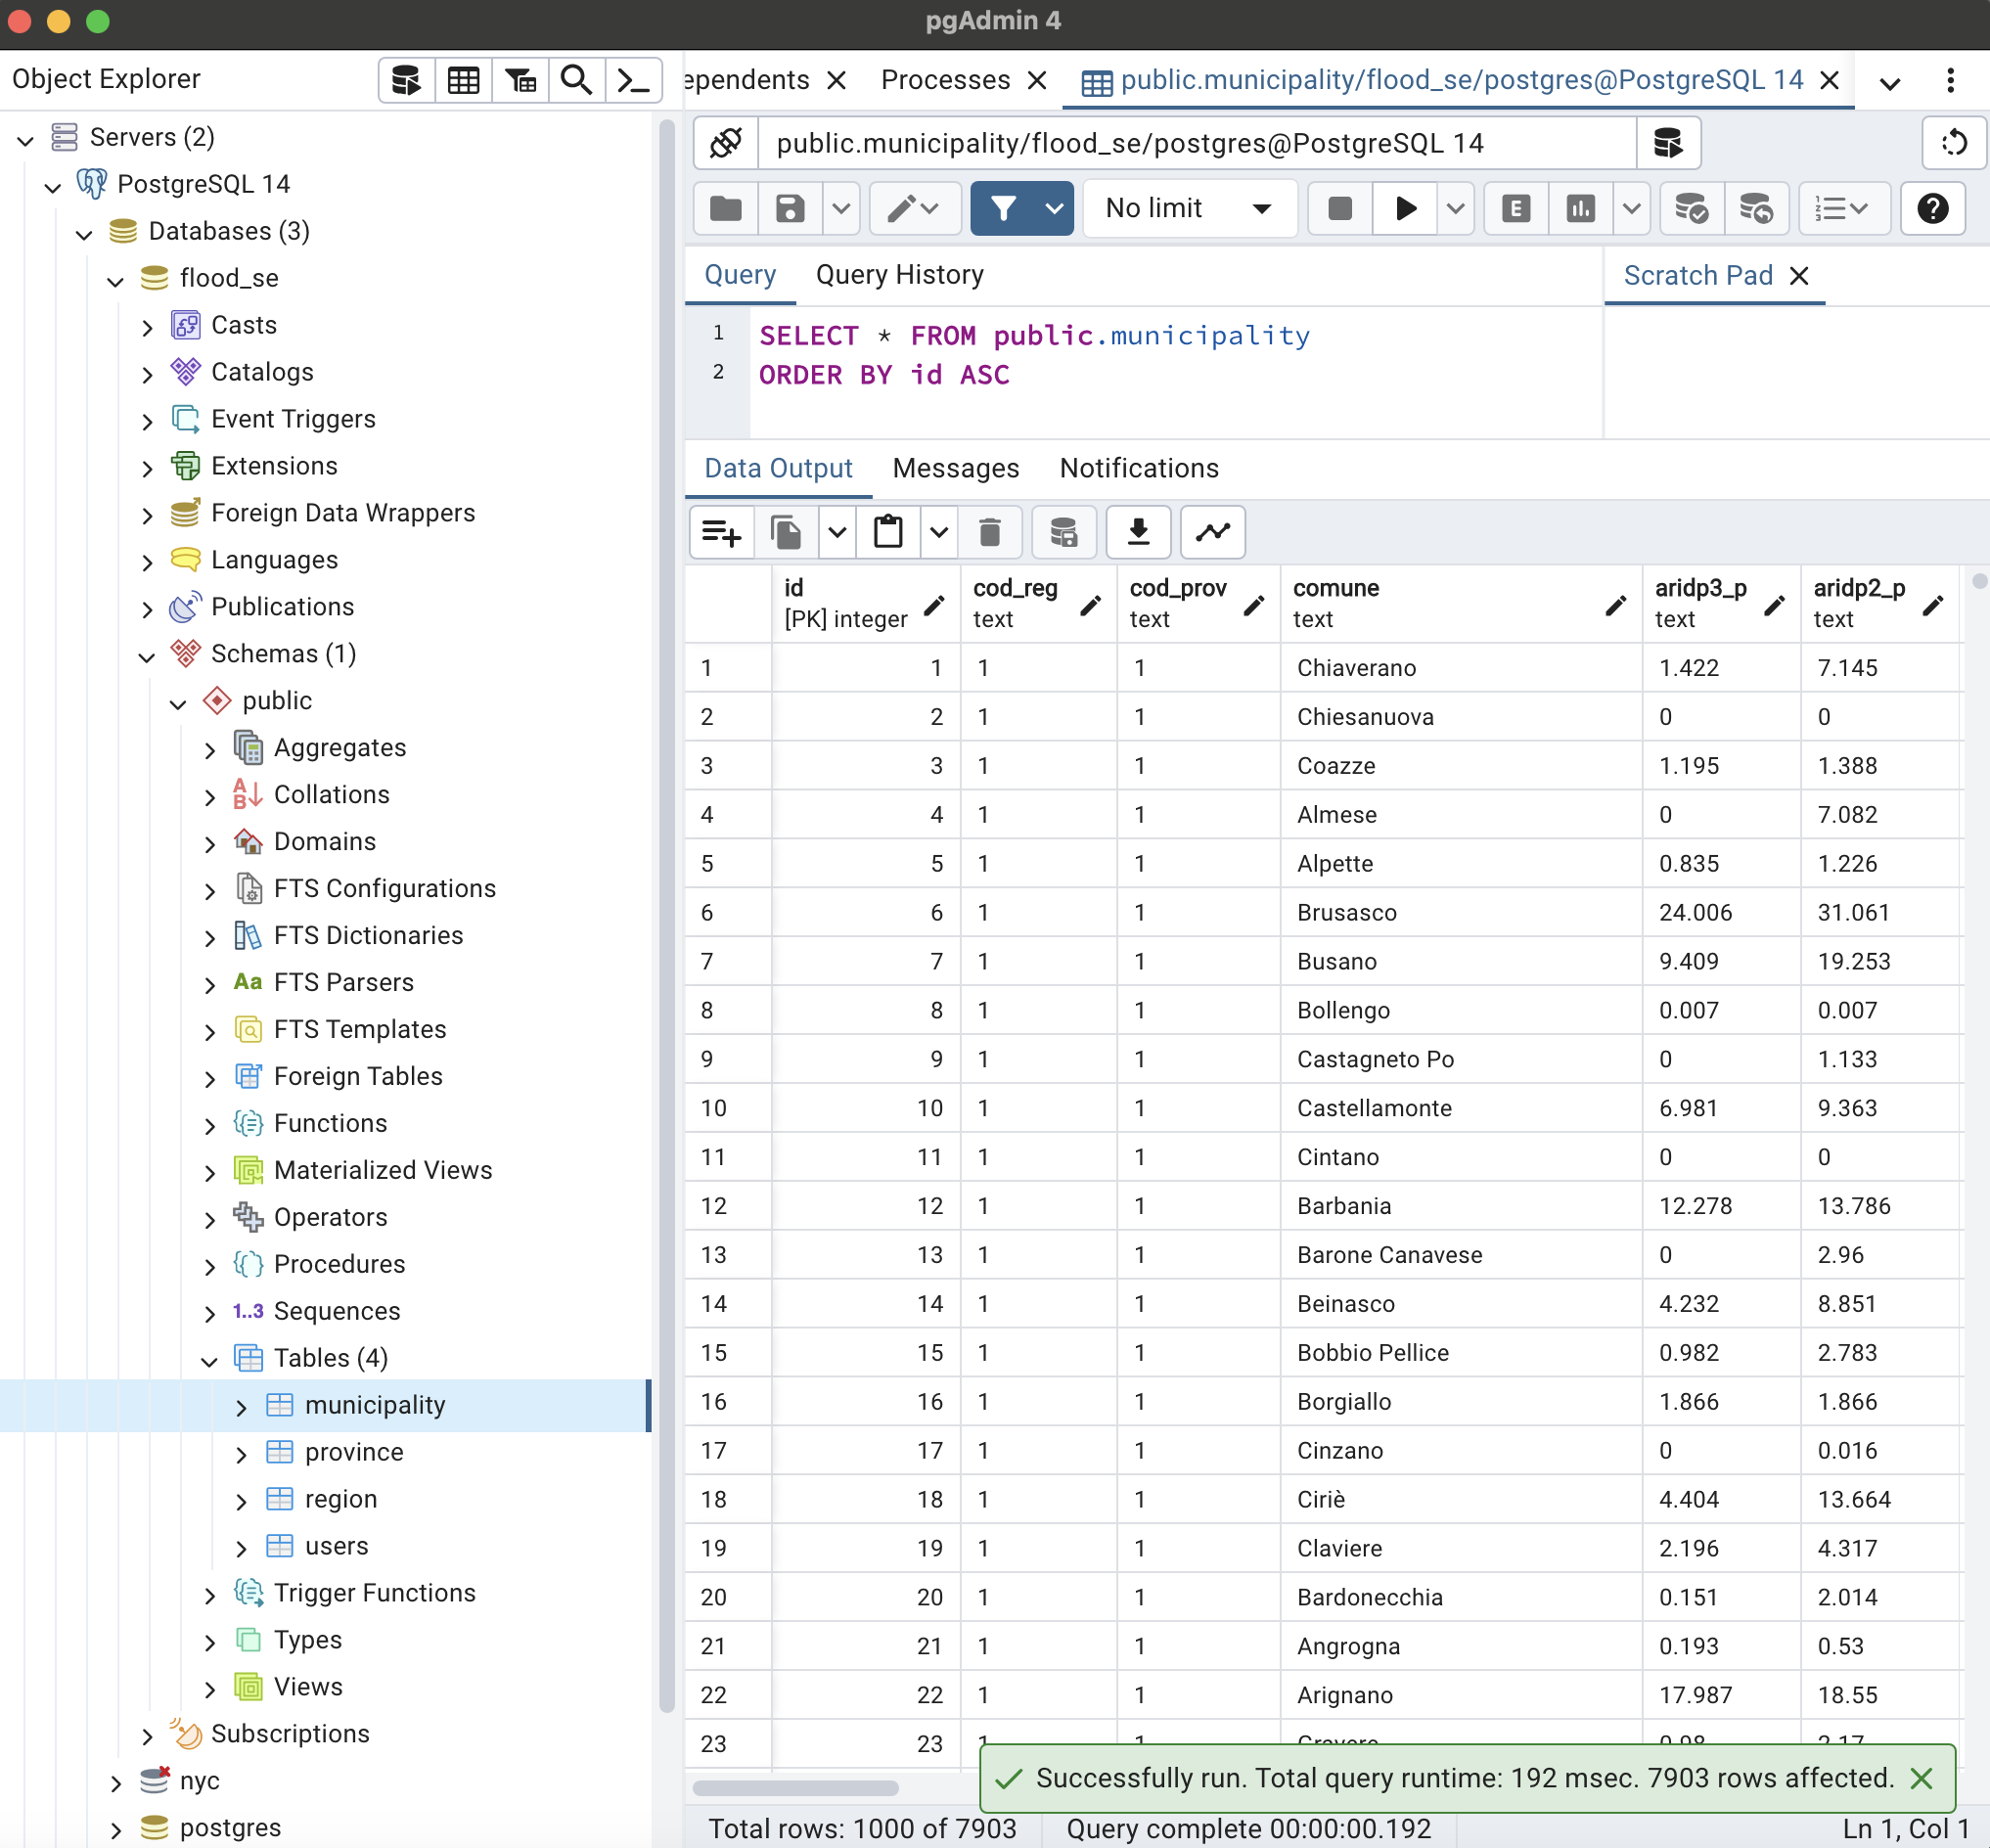 pgAdmin 4
Object Explorer
ependents
Processes
public.municipality/flood_se/postgres@PostgreSQL 14
Servers (2)
PostgreSQL 14
Databases (3)
flood_se
Casts
Catalogs
Event Triggers
Extensions
Foreign Data Wrappers
Languages
Publications
Schemas (1)
public
Aggregates
Collations
Domains
FTS Configurations
FTS Dictionaries
Aa FTS Parsers
FTS Templates
Foreign Tables
Functions
Materialized Views
Operators
Procedures
1..3 Sequences
Tables (4)
municipality
province
region
users
Trigger Functions
Types
Views
Subscriptions
nyc
postgres
public.municipality/flood_se/postgres@PostgreSQL 14
No limit
E
?
Query Query History
Scratch Pad
1 SELECT * FROM public.municipality
2 ORDER BY id ASC
Data Output Messages Notifications
id cod_reg cod_prov comune aridp3_p aridp2_p
[PK] integer text text text text text
1 1 1 1 Chiaverano 1.422 7.145
2 2 1 1 Chiesanuova 0 0
3 3 1 1 Coazze 1.195 1.388
4 4 1 1 Almese 0 7.082
5 5 1 1 Alpette 0.835 1.226
6 6 1 1 Brusasco 24.006 31.061
7 7 1 1 Busano 9.409 19.253
8 8 1 1 Bollengo 0.007 0.007
9 9 1 1 Castagneto Po 0 1.133
10 10 1 1 Castellamonte 6.981 9.363
11 11 1 1 Cintano 0 0
12 12 1 1 Barbania 12.278 13.786
13 13 1 1 Barone Canavese 0 2.96
14 14 1 1 Beinasco 4.232 8.851
15 15 1 1 Bobbio Pellice 0.982 2.783
16 16 1 1 Borgiallo 1.866 1.866
17 17 1 1 Cinzano 0 0.016
18 18 1 1 Ciriè 4.404 13.664
19 19 1 1 Claviere 2.196 4.317
20 20 1 1 Bardonecchia 0.151 2.014
21 21 1 1 Angrogna 0.193 0.53
22 22 1 1 Arignano 17.987 18.55
23 23 1 1
Successfully run. Total query runtime: 192 msec. 7903 rows affected.
Total rows: 1000 of 7903
Query complete 00:00:00.192
Ln 1, Col 1